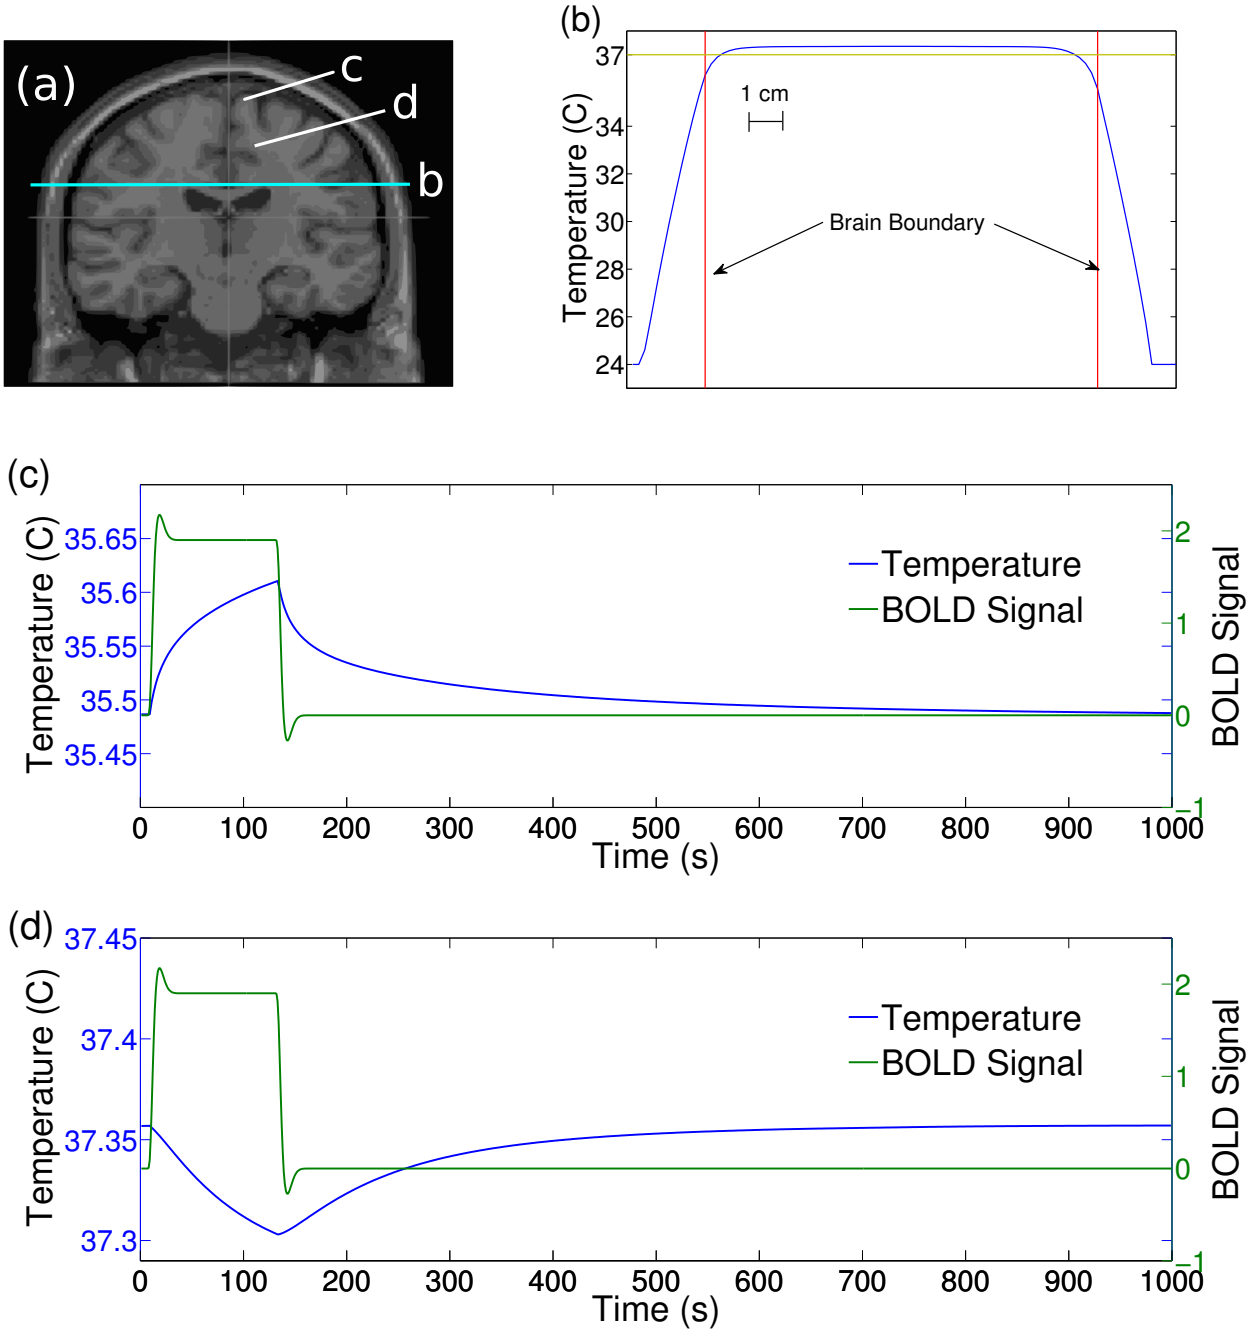 (a)
c
d
b
(b)
Temperature (C)
37
34
32
30
28
26
24
1 cm
Brain Boundary
(c)
Temperature (C)
35.65
35.6
35.55
35.5
35.45
Temperature
BOLD Signal
2
1
0
−1
BOLD Signal
0 100 200 300 400 500 600 700 800 900 1000
Time (s)
(d)
Temperature (C)
37.45
37.4
37.35
37.3
Temperature
BOLD Signal
2
1
0
−1
BOLD Signal
0 100 200 300 400 500 600 700 800 900 1000
Time (s)